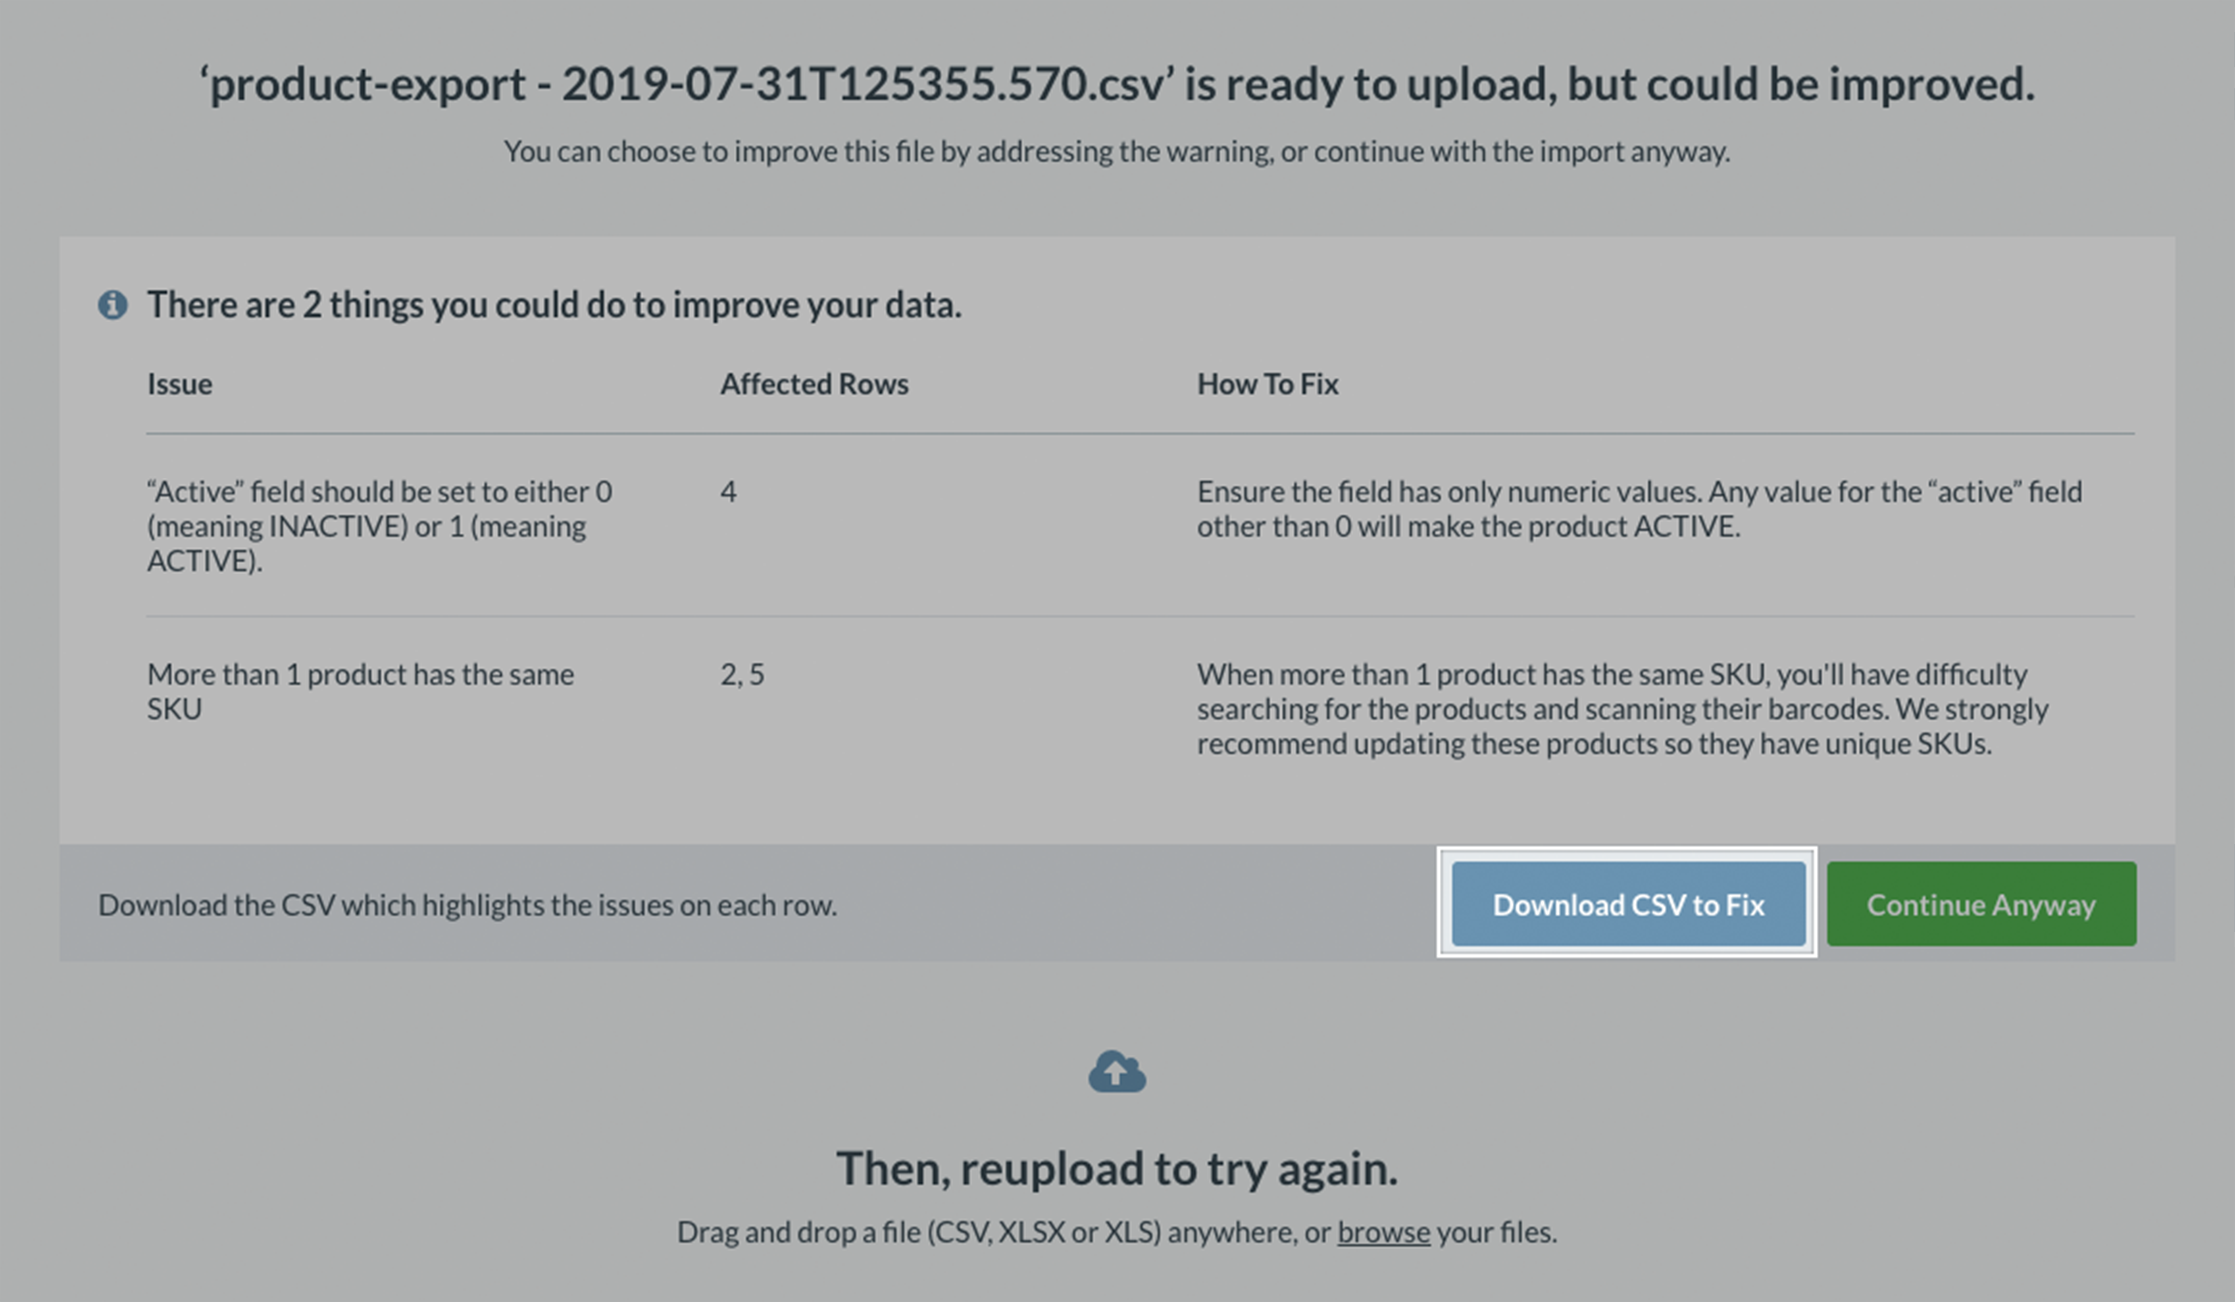 ‘product-export - 2019-07-31T125355.570.csv’ is ready to upload, but could be improved.
You can choose to improve this file by addressing the warning, or continue with the import anyway.
There are 2 things you could do to improve your data.
Issue Affected Rows How To Fix
“Active” field should be set to either 0
(meaning INACTIVE) or 1 (meaning
ACTIVE).
4
Ensure the field has only numeric values. Any value for the “active” field
other than 0 will make the product ACTIVE.
More than 1 product has the same
SKU
2, 5
When more than 1 product has the same SKU, you'll have difficulty
searching for the products and scanning their barcodes. We strongly
recommend updating these products so they have unique SKUs.
Download the CSV which highlights the issues on each row.
Download CSV to Fix
Continue Anyway
Then, reupload to try again.
Drag and drop a file (CSV, XLSX or XLS) anywhere, or browse your files.